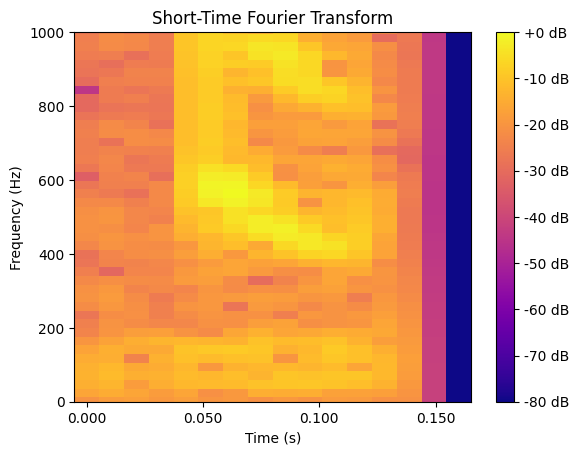 Short-Time Fourier Transform
1000
800
600
400
200
0
Frequency (Hz)
0.000
0.050
0.100
0.150
Time (s)
+0 dB
-10 dB
-20 dB
-30 dB
-40 dB
-50 dB
-60 dB
-70 dB
-80 dB